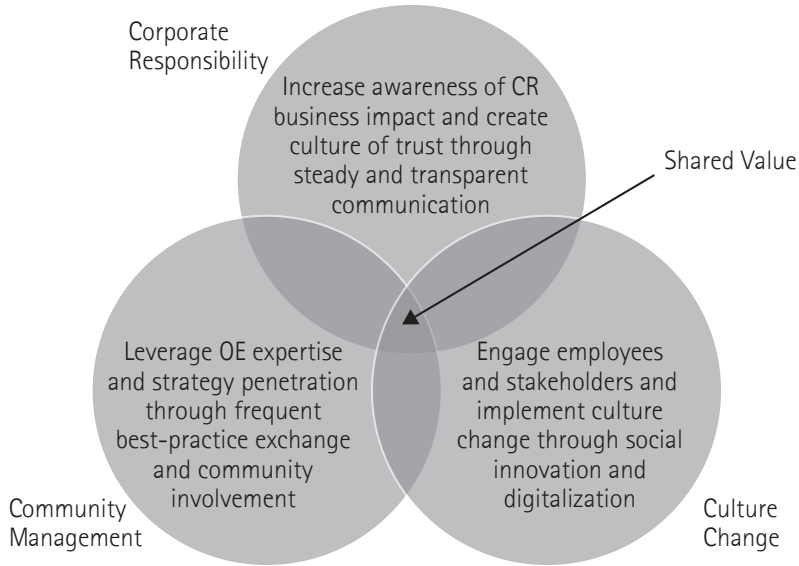 Corporate
Responsibility
Increase awareness of CR
business impact and create
culture of trust through
steady and transparent
communication
Shared Value
Leverage OE expertise
and strategy penetration
through frequent
best-practice exchange
and community
involvement
Engage employees
and stakeholders and
implement culture
change through social
innovation and
digitalization
Community
Management
Culture
Change